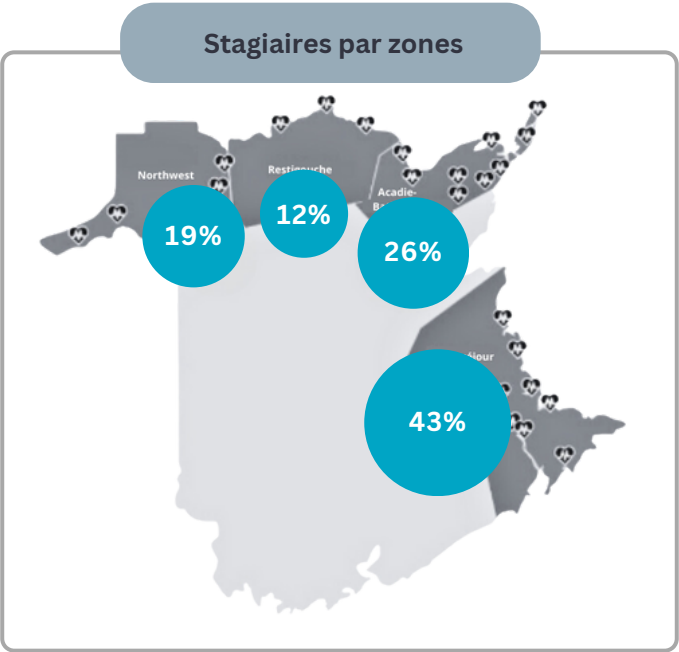 Stagiaires par zones
Northwest
Restigouche
Acadie-
19%
12%
26%
43%